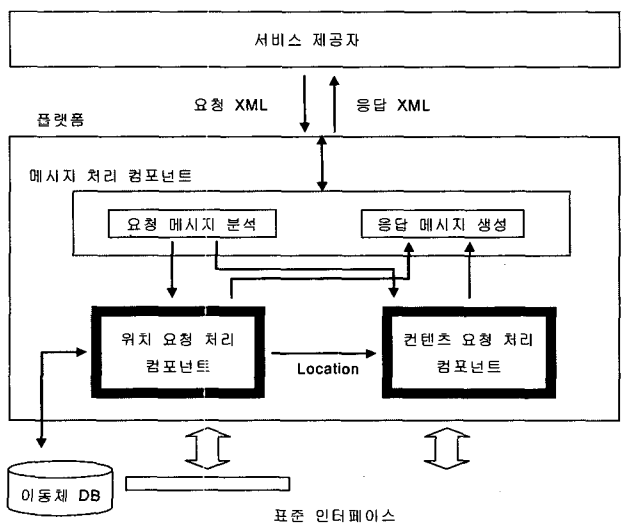 서비스 제공자
요청 XML
응답 XML
플랫폼
메시지 처리 컴포넌트
요청 메시지 분석
응답 메시지 생성
위치 요청 처리
컴포넌트
Location
컨텐츠 요청 처리
컴포넌트
이동체 DB
표준 인터페이스